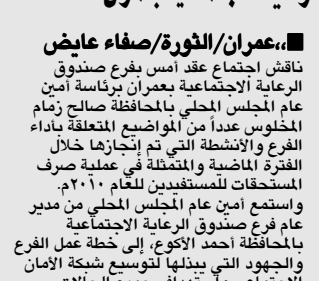 ■،،عمران/الثورة/صفاء عايض
ناقش اجتماع عقد أمس بفرع صندوق
الرعاية الاجتماعية بعمران برئاسة أمين
عام المجلس المحلي بالمحافظة صالح زمام
المخلوس عدداً من المواضيع المتعلقة بأداء
الفرع والأنشطة التي تم إنجازها خلال
الفترة الماضية والمتمثلة في عملية صرف
المستحقات للمستفيدين للعام ٢٠١٠م.
واستمع أمين عام المجلس المحلي من مدير
عام فرع صندوق الرعاية الاجتماعية
بالمحافظة أحمد الأكوع، إلى خطة عمل الفرع
والجهود التي يبذلها لتوسيع شبكة الأمان